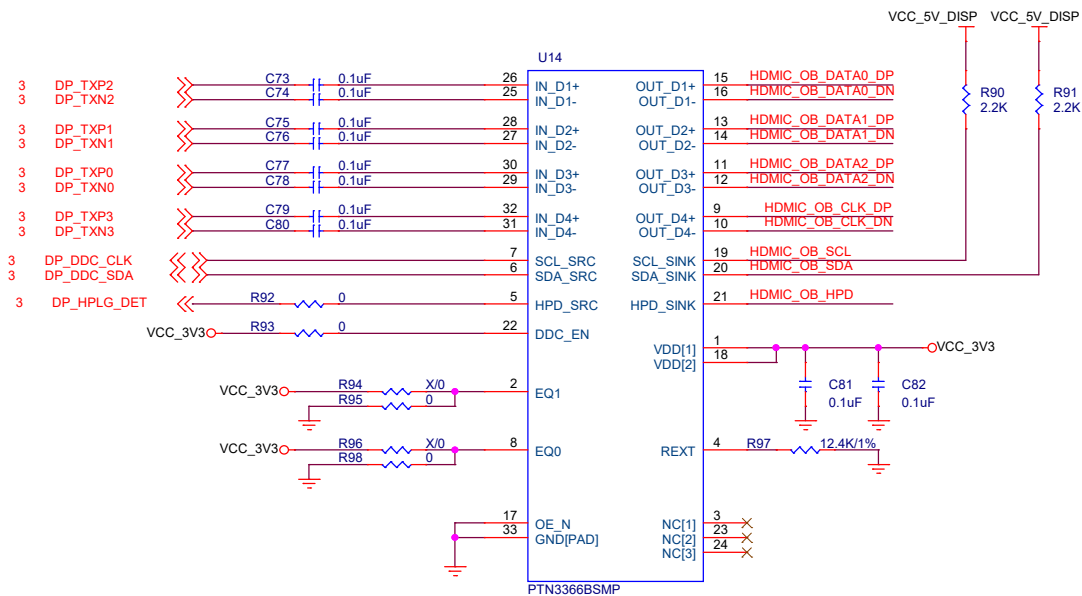 VCC_5V_DISP VCC_5V_DISP
U14
3 DP_TXP2 C73 0.1uF 26 IN_D1+ OUT_D1+ 15 HDMIC_OB_DATA0_DP
3 DP_TXN2 C74 0.1uF 25 IN_D1- OUT_D1- 16 HDMIC_OB_DATA0_DN
R90 R91
2.2K 2.2K
3 DP_TXP1 C75 0.1uF 28 IN_D2+ OUT_D2+ 13 HDMIC_OB_DATA1_DP
3 DP_TXN1 C76 0.1uF 27 IN_D2- OUT_D2- 14 HDMIC_OB_DATA1_DN
3 DP_TXP0 C77 0.1uF 30 IN_D3+ OUT_D3+ 11 HDMIC_OB_DATA2_DP
3 DP_TXN0 C78 0.1uF 29 IN_D3- OUT_D3- 12 HDMIC_OB_DATA2_DN
3 DP_TXP3 C79 0.1uF 32 IN_D4+ OUT_D4+ 9 HDMIC_OB_CLK_DP
3 DP_TXN3 C80 0.1uF 31 IN_D4- OUT_D4- 10 HDMIC_OB_CLK_DN
3 DP_DDC_CLK 7 SCL_SRC SCL_SINK 19 HDMIC_OB_SCL
3 DP_DDC_SDA 6 SDA_SRC SDA_SINK 20 HDMIC_OB_SDA
3 DP_HPLG_DET R92 0 5 HPD_SRC HPD_SINK 21 HDMIC_OB_HPD
VCC_3V3 R93 0 22 DDC_EN
VDD[1] 1 VCC_3V3
VDD[2] 18
VCC_3V3 R94 X/0 2 EQ1
R95 0
C81 C82
0.1uF 0.1uF
VCC_3V3 R96 X/0 8 EQ0 REXT 4 R97 12.4K/1%
R98 0
17 OE_N NC[1] 3
33 GND[PAD] NC[2] 23
NC[3] 24
PTN3366BSMP